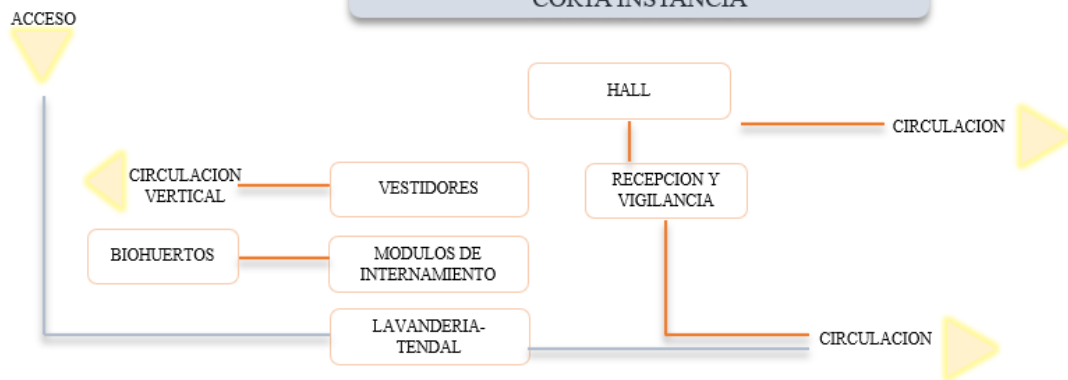 CORTA INSTANCIA
ACCESO
HALL
CIRCULACION
CIRCULACION
VERTICAL
VESTIDORES
RECEPCION Y
VIGILANCIA
BIOHUERTOS
MODULOS DE
INTERNAMIENTO
LAVANDERIA-
TENDAL
CIRCULACION